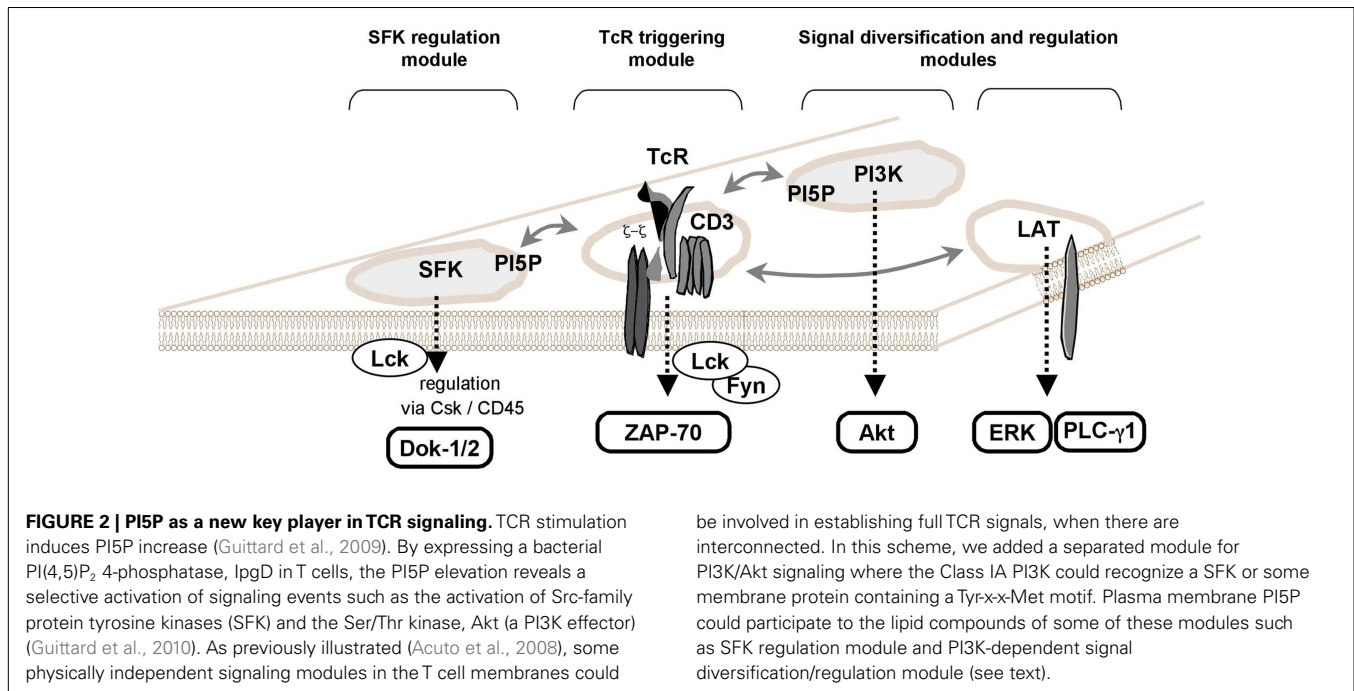 SFK regulation
module
TcR triggering
module
Signal diversification and regulation
modules
TcR
PI3K
PI5P
CD3
ζ-ζ
LAT
SFK
PI5P
Lck
regulation
via Csk / CD45
Dok-1/2
Lck
Fyn
ZAP-70
Akt
ERK
PLC-γ1
FIGURE 2 | PI5P as a new key player in TCR signaling. TCR stimulation
induces PI5P increase (Guittard et al., 2009). By expressing a bacterial
PI(4,5)P₂ 4-phosphatase, IpgD in T cells, the PI5P elevation reveals a
selective activation of signaling events such as the activation of Src-family
protein tyrosine kinases (SFK) and the Ser/Thr kinase, Akt (a PI3K effector)
(Guittard et al., 2010). As previously illustrated (Acuto et al., 2008), some
physically independent signaling modules in the T cell membranes could
be involved in establishing full TCR signals, when there are
interconnected. In this scheme, we added a separated module for
PI3K/Akt signaling where the Class IA PI3K could recognize a SFK or some
membrane protein containing a Tyr-x-x-Met motif. Plasma membrane PI5P
could participate to the lipid compounds of some of these modules such
as SFK regulation module and PI3K-dependent signal
diversification/regulation module (see text).